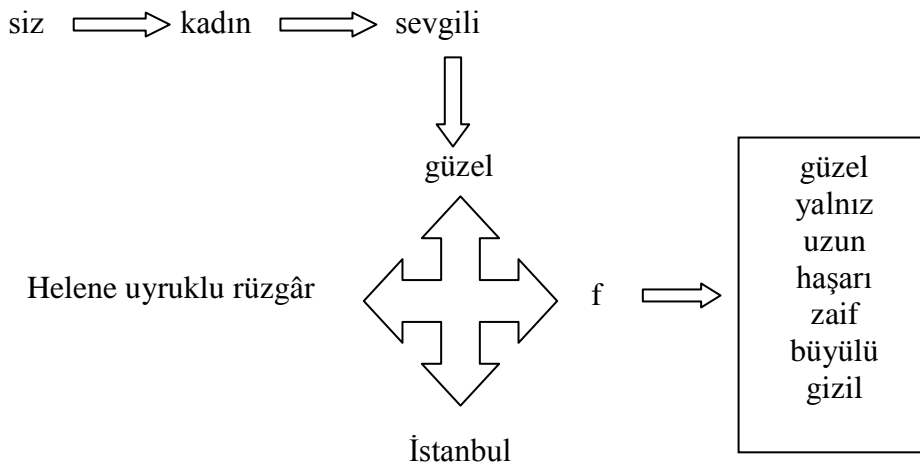 siz kadın sevgili
güzel
Helene uyruklu rüzgâr f
İstanbul
güzel
yalnız
uzun
haşarı
zaif
büyülü
gizil